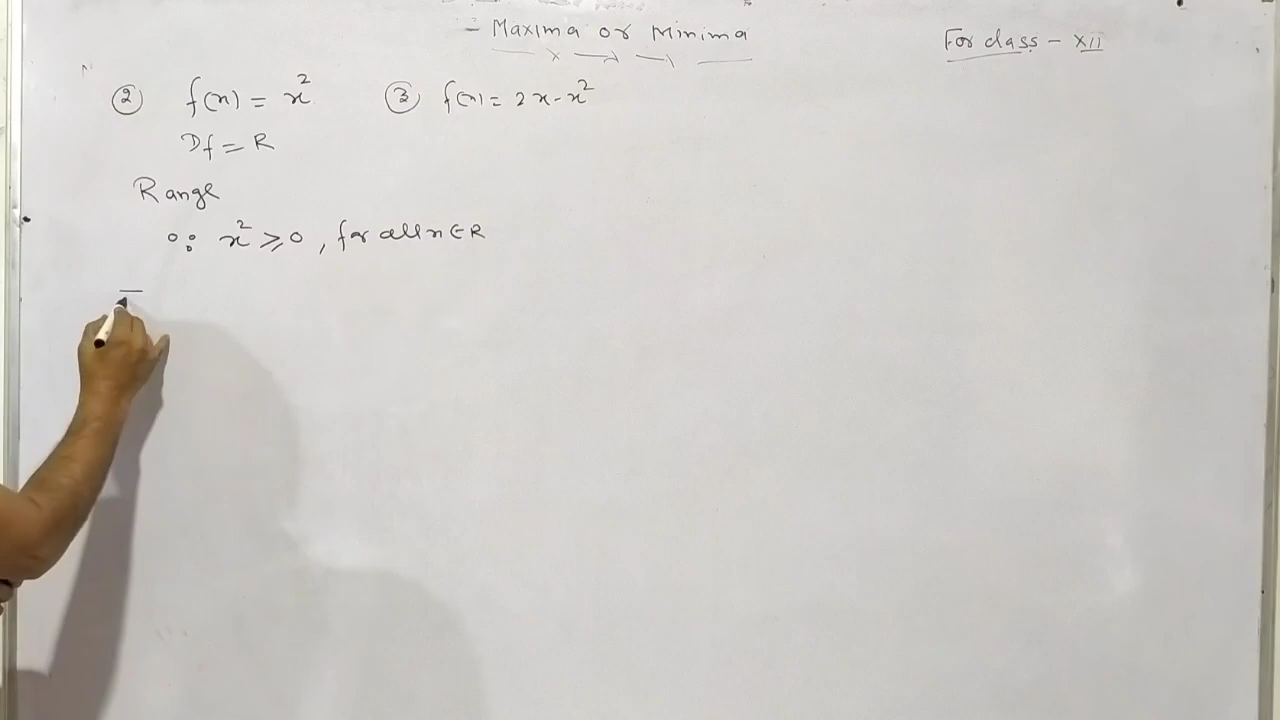 - Maxima or Minima
For class - XII
② f(x) = x²
③ f(x) = 2x - x²
Df = R
Range
∵ x² ≥ 0, for all x ∈ R